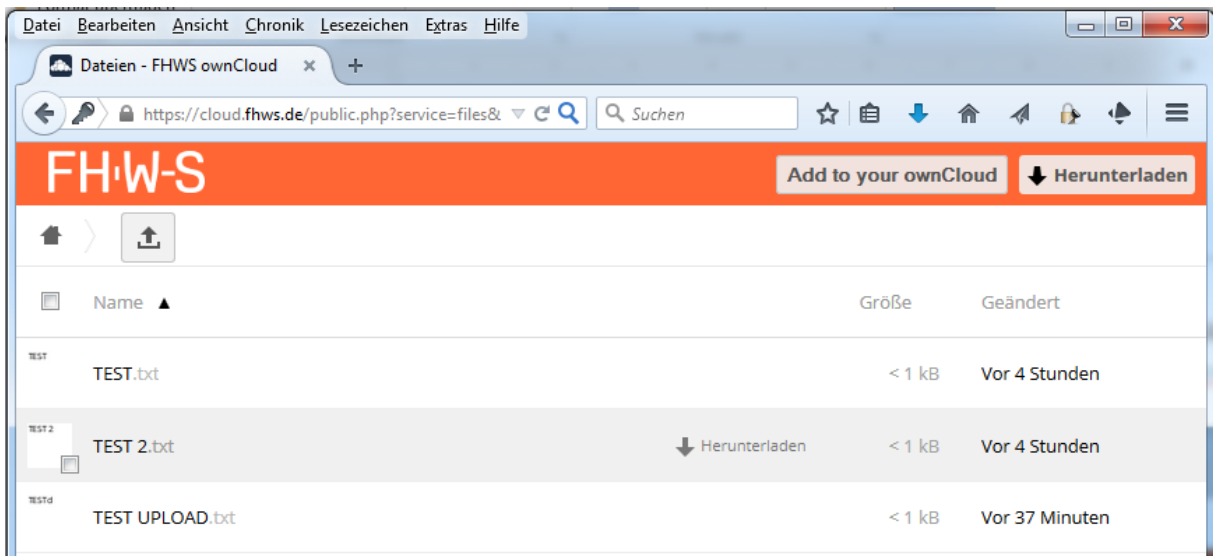 Datei Bearbeiten Ansicht Chronik Lesezeichen Extras Hilfe
Dateien - FHWS ownCloud
https://cloud.fhws.de/public.php?service=files& Suchen
FH·W-S Add to your ownCloud Herunterladen
Name Größe Geändert
TEST
TEST.txt < 1 kB Vor 4 Stunden
TEST 2
TEST 2.txt Herunterladen < 1 kB Vor 4 Stunden
TESTd
TEST UPLOAD.txt < 1 kB Vor 37 Minuten